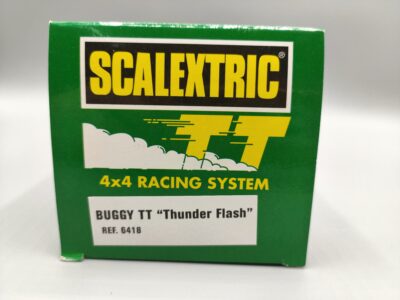 SCALEXTRIC®
TT
4x4 RACING SYSTEM
BUGGY TT “Thunder Flash”
REF. 6418